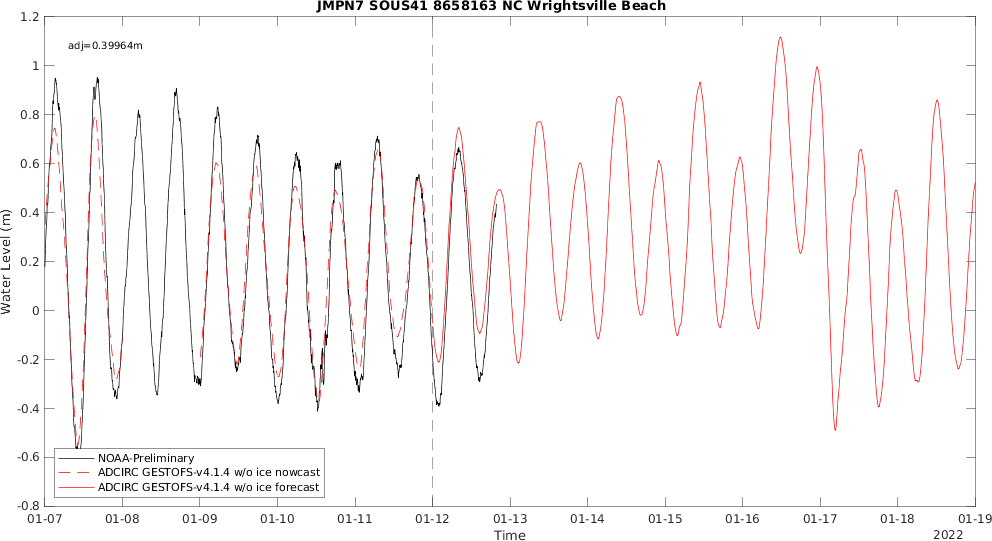 JMPN7 SOUS41 8658163 NC Wrightsville Beach
adj=0.39964m
1.2
1
0.8
0.6
0.4
0.2
0
-0.2
-0.4
-0.6
-0.8
Water Level (m)
NOAA-Preliminary
ADCIRC GESTOFS-v4.1.4 w/o ice nowcast
ADCIRC GESTOFS-v4.1.4 w/o ice forecast
01-07 01-08 01-09 01-10 01-11 01-12 01-13 01-14 01-15 01-16 01-17 01-18 01-19
Time
2022